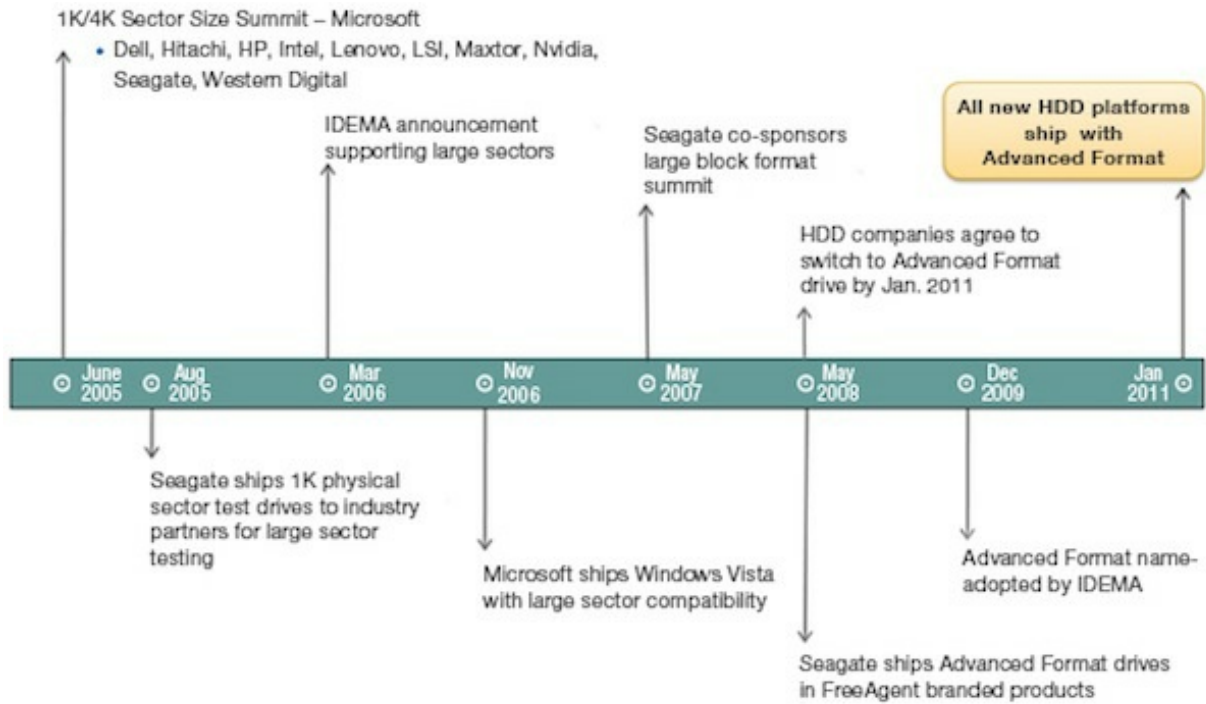 1K/4K Sector Size Summit – Microsoft
• Dell, Hitachi, HP, Intel, Lenovo, LSI, Maxtor, Nvidia,
Seagate, Western Digital
IDEMA announcement
supporting large sectors
Seagate co-sponsors
large block format
summit
HDD companies agree to
switch to Advanced Format
drive by Jan. 2011
All new HDD platforms
ship with
Advanced Format
June
2005
Aug
2005
Mar
2006
Nov
2006
May
2007
May
2008
Dec
2009
Jan
2011
Seagate ships 1K physical
sector test drives to industry
partners for large sector
testing
Microsoft ships Windows Vista
with large sector compatibility
Seagate ships Advanced Format drives
in FreeAgent branded products
Advanced Format name-
adopted by IDEMA